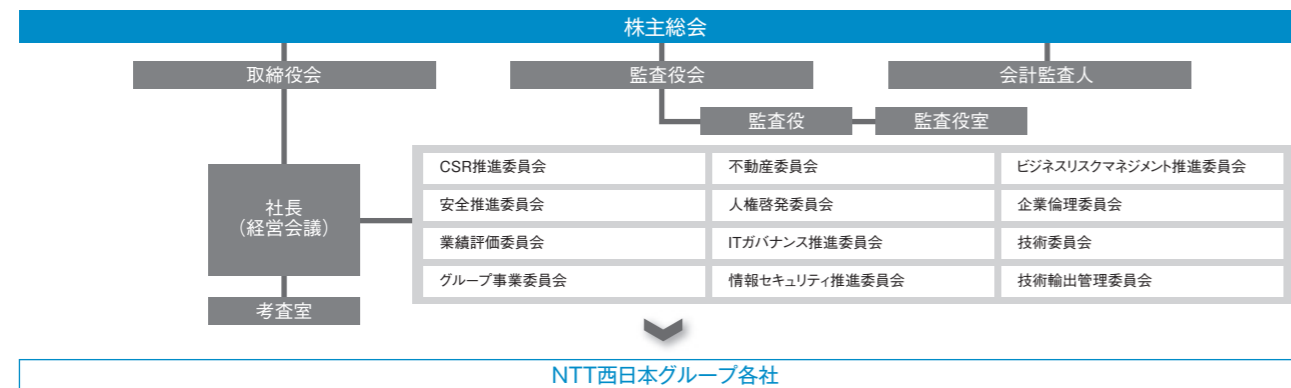 株主総会
取締役会
監査役会
会計監査人
監査役
監査役室
社長
（経営会議）
考査室
CSR推進委員会
不動産委員会
ビジネスリスクマネジメント推進委員会
安全推進委員会
人権啓発委員会
企業倫理委員会
業績評価委員会
ITガバナンス推進委員会
技術委員会
グループ事業委員会
情報セキュリティ推進委員会
技術輸出管理委員会
NTT西日本グループ各社